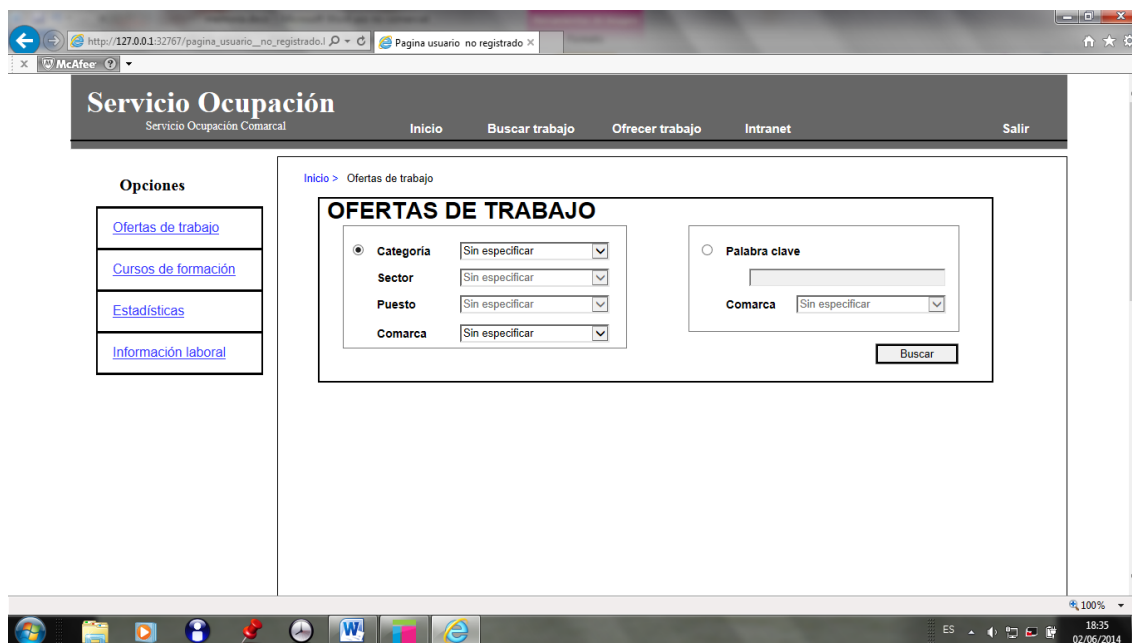 http://127.0.0.1:32767/pagina_usuario__no_registrado.l
Pagina usuario no registrado
McAfee
Servicio Ocupación
Servicio Ocupación Comarcal
Inicio Buscar trabajo Ofrecer trabajo Intranet Salir
Opciones
Ofertas de trabajo
Cursos de formación
Estadísticas
Información laboral
Inicio > Ofertas de trabajo
OFERTAS DE TRABAJO
Categoría Sin especificar
Sector Sin especificar
Puesto Sin especificar
Comarca Sin especificar
Palabra clave
Comarca Sin especificar
Buscar
100%
ES
18:35
02/06/2014